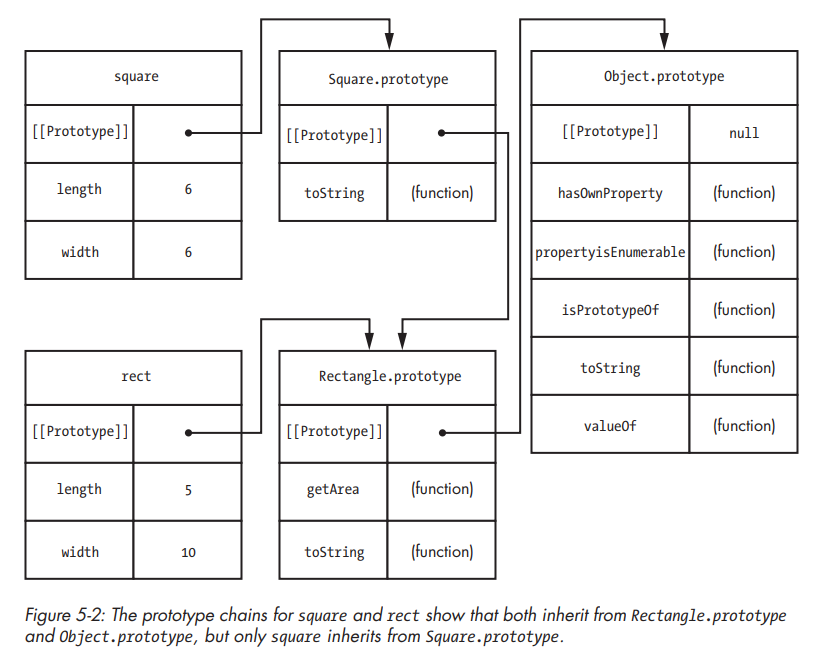 square
[[Prototype]]
length 6
width 6
Square.prototype
[[Prototype]]
toString (function)
Object.prototype
[[Prototype]] null
hasOwnProperty (function)
propertyisEnumerable (function)
isPrototypeOf (function)
toString (function)
valueOf (function)
rect
[[Prototype]]
length 5
width 10
Rectangle.prototype
[[Prototype]]
getArea (function)
toString (function)
Figure 5-2: The prototype chains for square and rect show that both inherit from Rectangle.prototype
and Object.prototype, but only square inherits from Square.prototype.